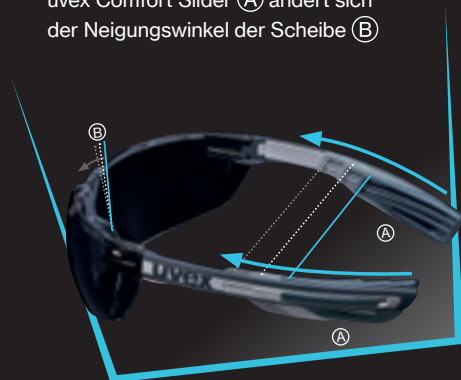 uvex Comfort Slider Ⓐ ändert sich
der Neigungswinkel der Scheibe Ⓑ
Ⓑ
Ⓐ
uvex
Ⓐ